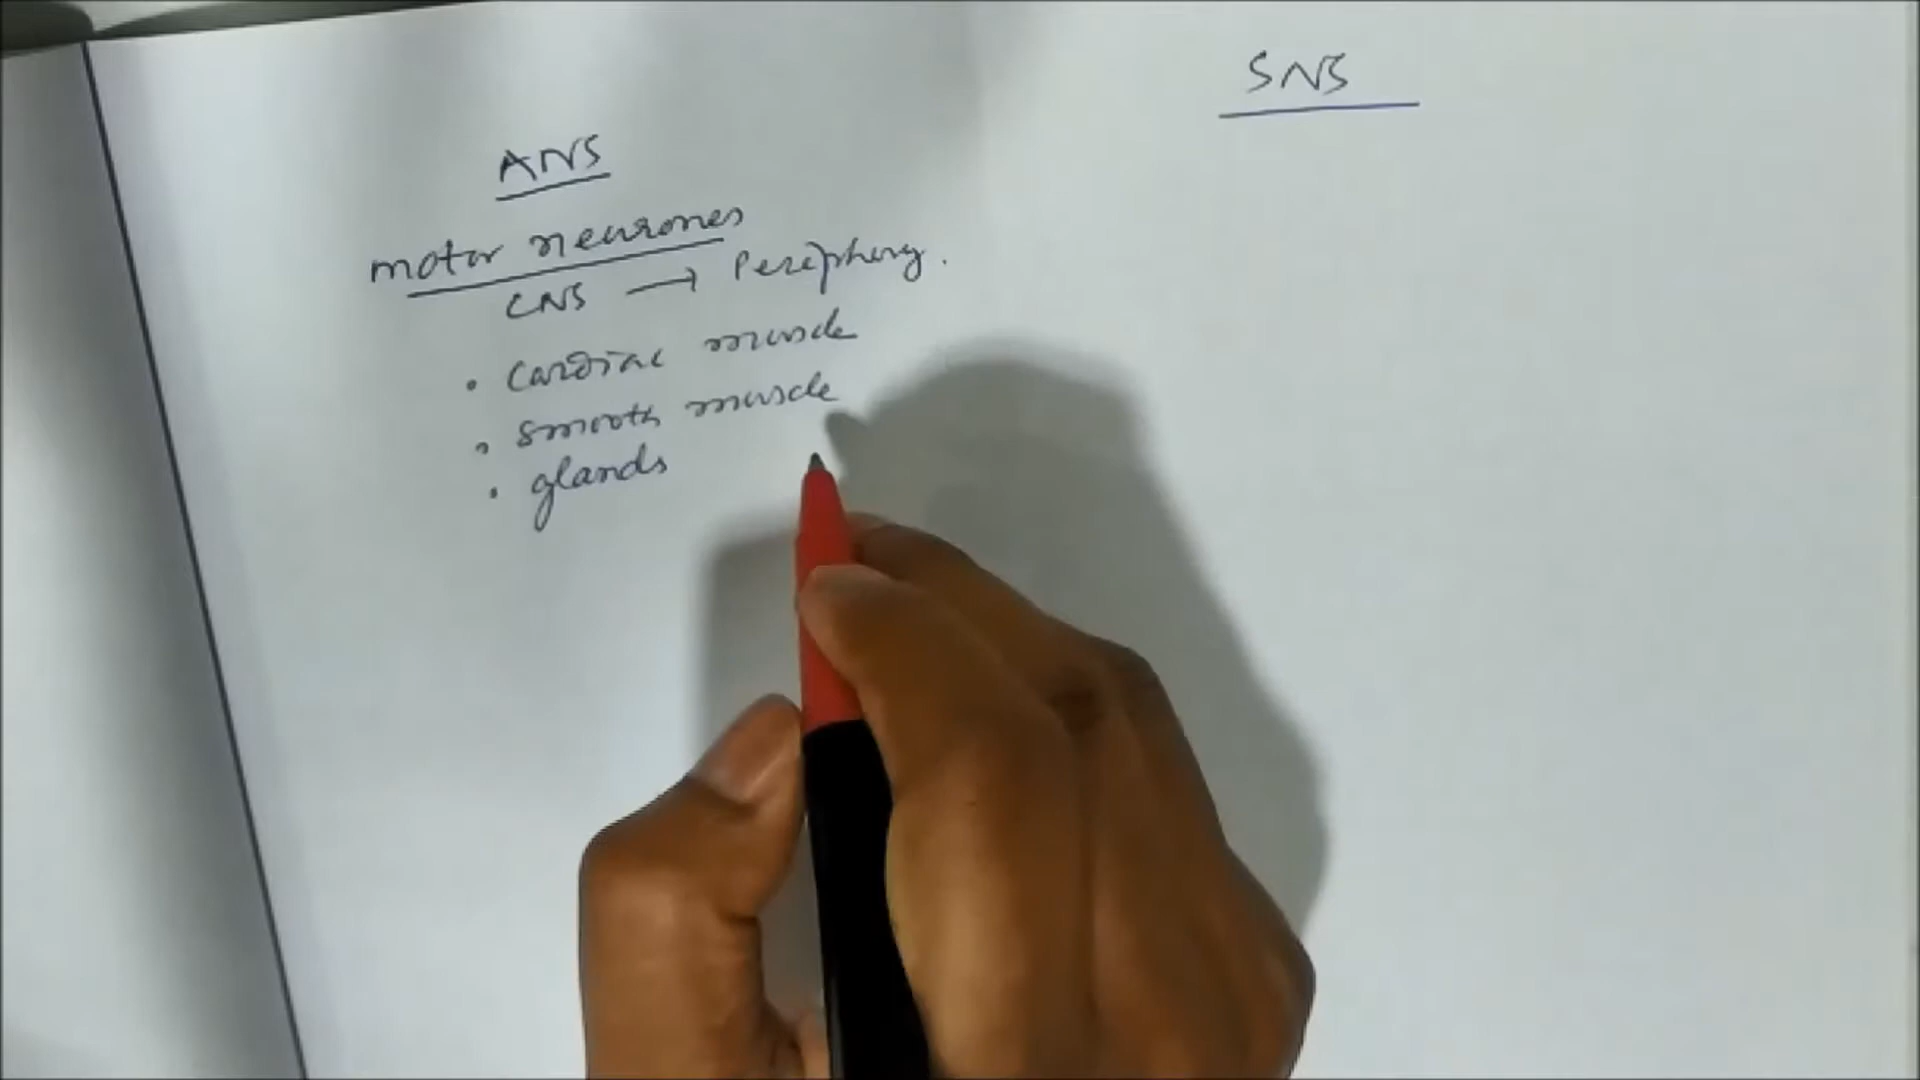 ANS
motor neurones
CNS → Periphery.
• Cardiac muscle
• smooth muscle
• glands
SNS